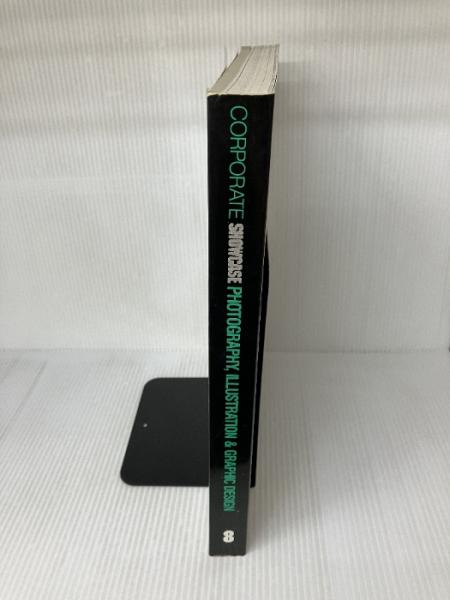 CORPORATE SHOWCASE PHOTOGRAPHY, ILLUSTRATION & GRAPHIC DESIGN
8